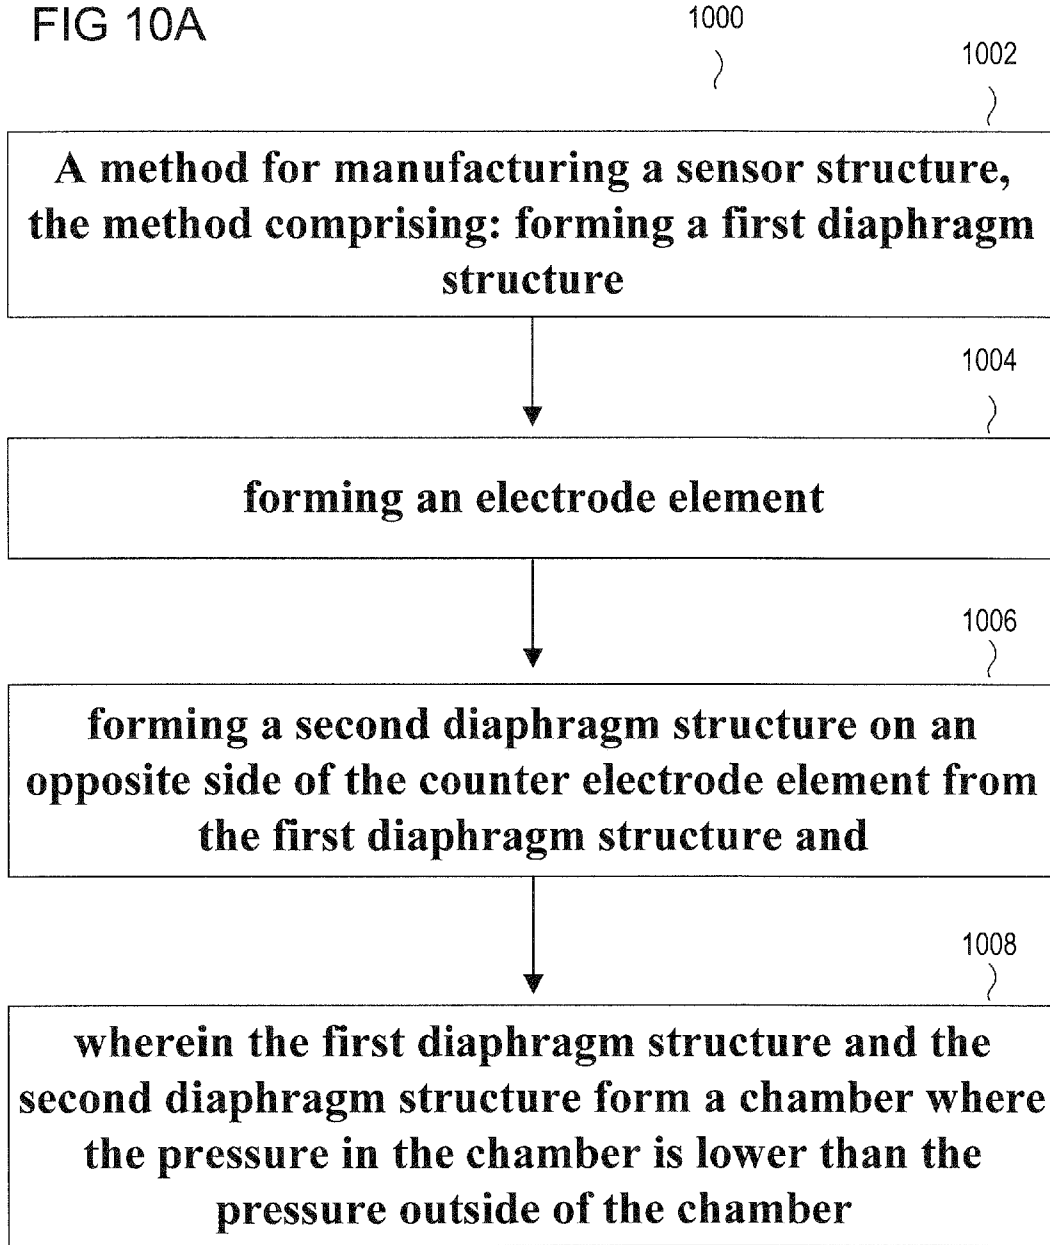 FIG 10A
1000
1002
A method for manufacturing a sensor structure,
the method comprising: forming a first diaphragm
structure
1004
forming an electrode element
1006
forming a second diaphragm structure on an
opposite side of the counter electrode element from
the first diaphragm structure and
1008
wherein the first diaphragm structure and the
second diaphragm structure form a chamber where
the pressure in the chamber is lower than the
pressure outside of the chamber